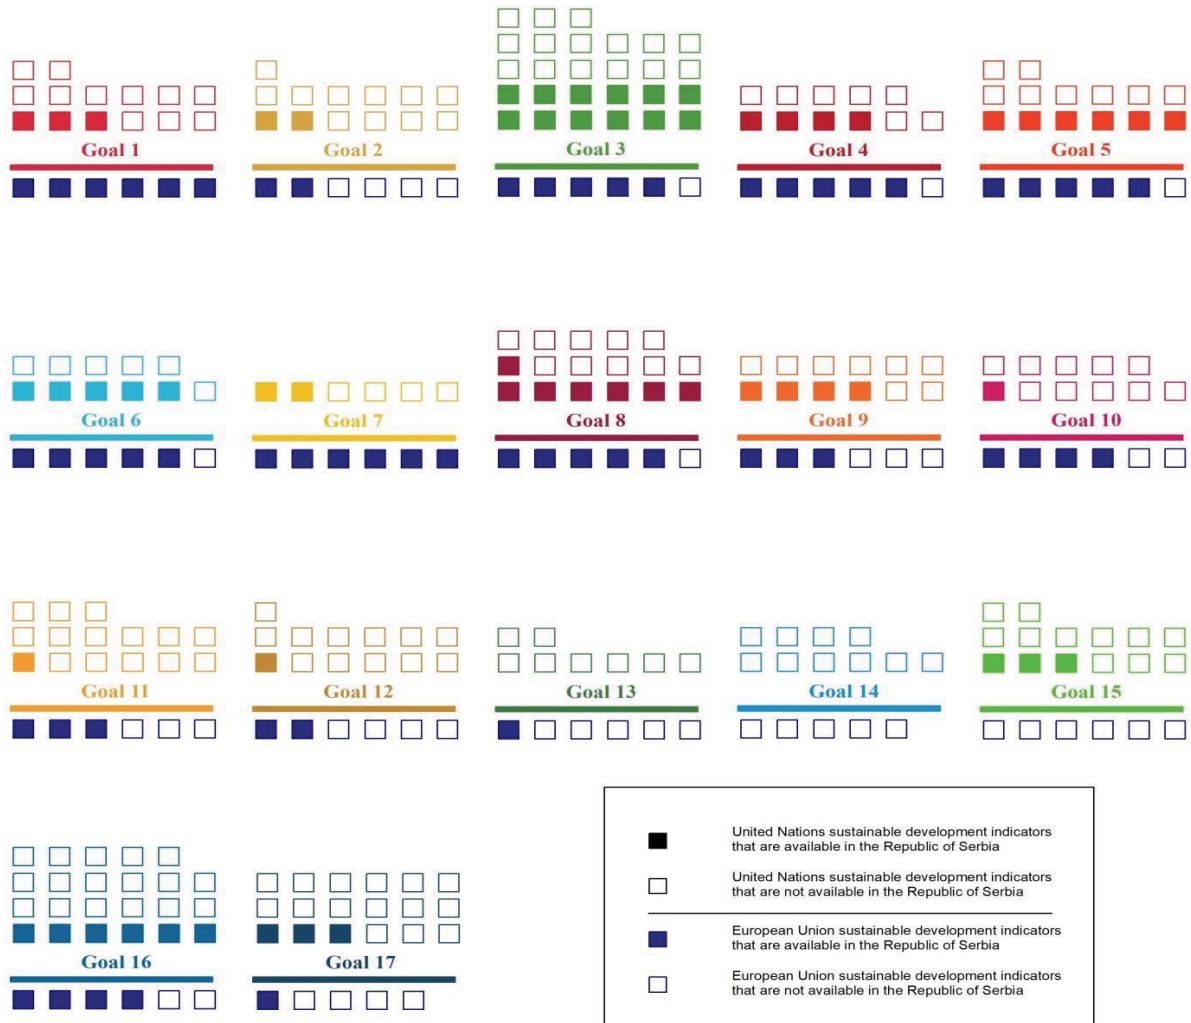 Goal 1
Goal 2
Goal 3
Goal 4
Goal 5
Goal 6
Goal 7
Goal 8
Goal 9
Goal 10
Goal 11
Goal 12
Goal 13
Goal 14
Goal 15
Goal 16
Goal 17
United Nations sustainable development indicators
that are available in the Republic of Serbia
United Nations sustainable development indicators
that are not available in the Republic of Serbia
European Union sustainable development indicators
that are available in the Republic of Serbia
European Union sustainable development indicators
that are not available in the Republic of Serbia